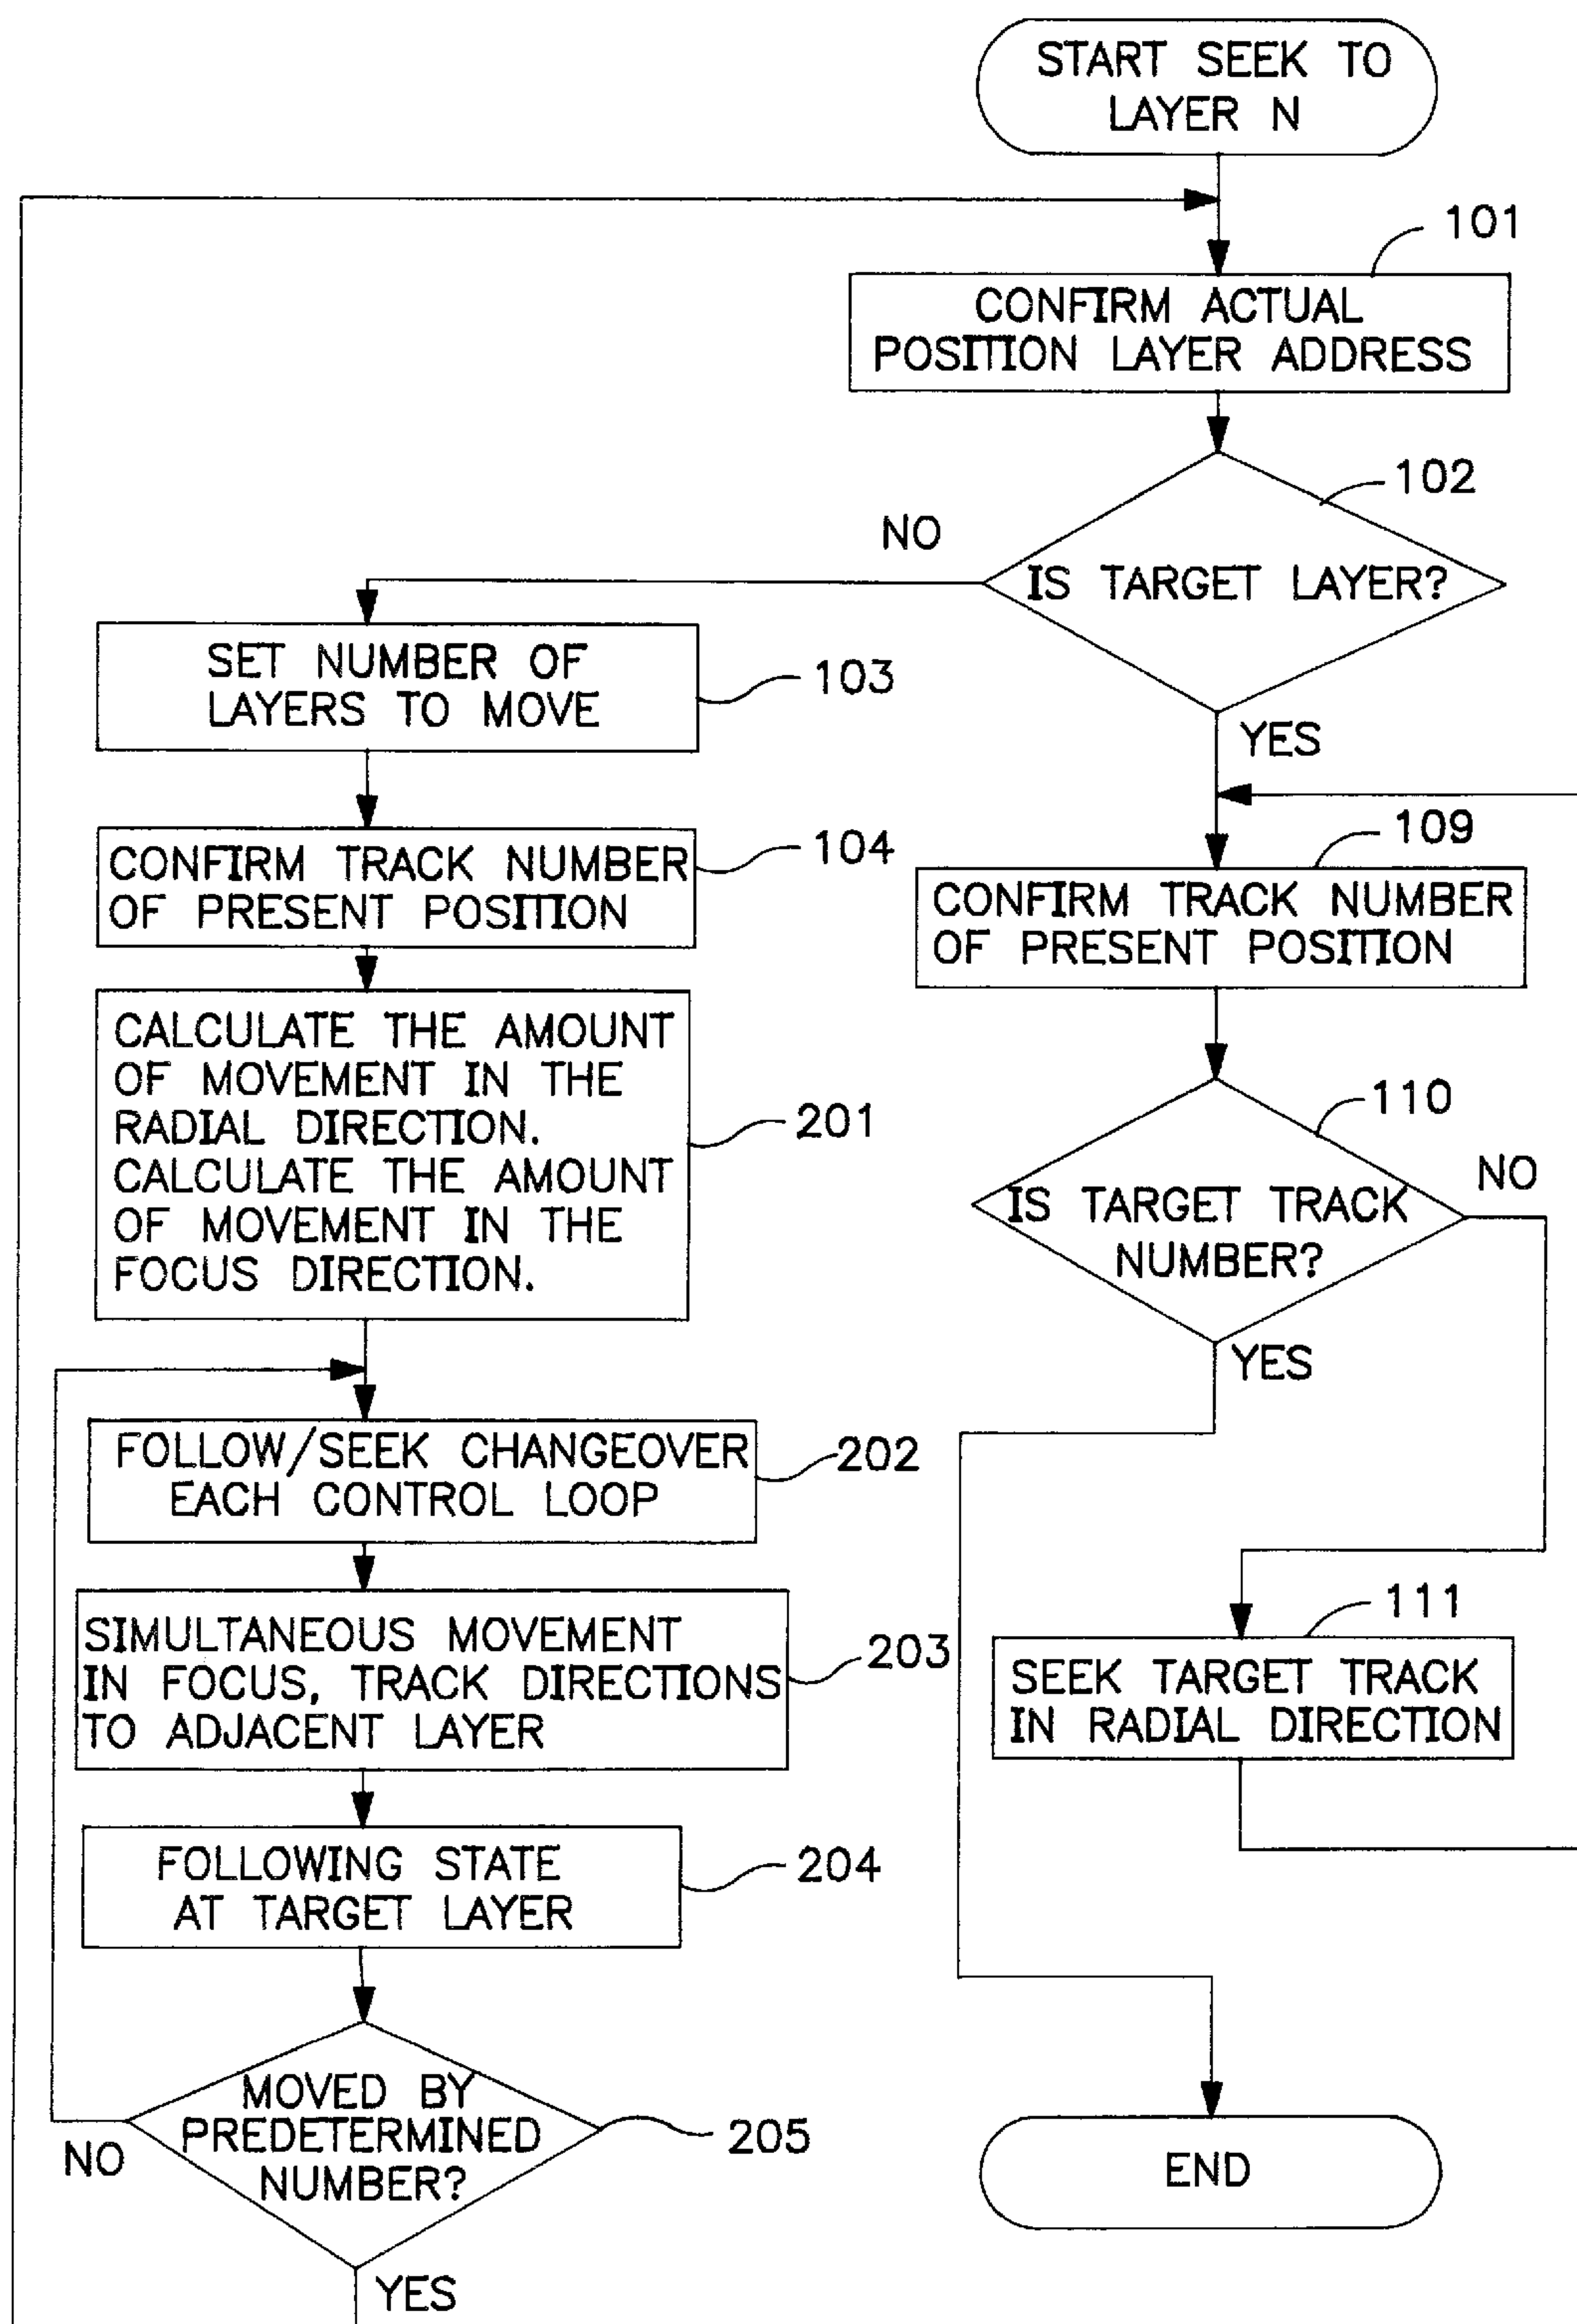 START SEEK TO
LAYER N
101
CONFIRM ACTUAL
POSITION LAYER ADDRESS
102
NO
IS TARGET LAYER?
YES
SET NUMBER OF
LAYERS TO MOVE
103
CONFIRM TRACK NUMBER
OF PRESENT POSITION
104
CALCULATE THE AMOUNT
OF MOVEMENT IN THE
RADIAL DIRECTION.
CALCULATE THE AMOUNT
OF MOVEMENT IN THE
FOCUS DIRECTION.
201
FOLLOW/SEEK CHANGEOVER
EACH CONTROL LOOP
202
SIMULTANEOUS MOVEMENT
IN FOCUS, TRACK DIRECTIONS
TO ADJACENT LAYER
203
FOLLOWING STATE
AT TARGET LAYER
204
MOVED BY
PREDETERMINED
NUMBER?
205
NO
YES
109
CONFIRM TRACK NUMBER
OF PRESENT POSITION
110
NO
IS TARGET TRACK
NUMBER?
YES
111
SEEK TARGET TRACK
IN RADIAL DIRECTION
END